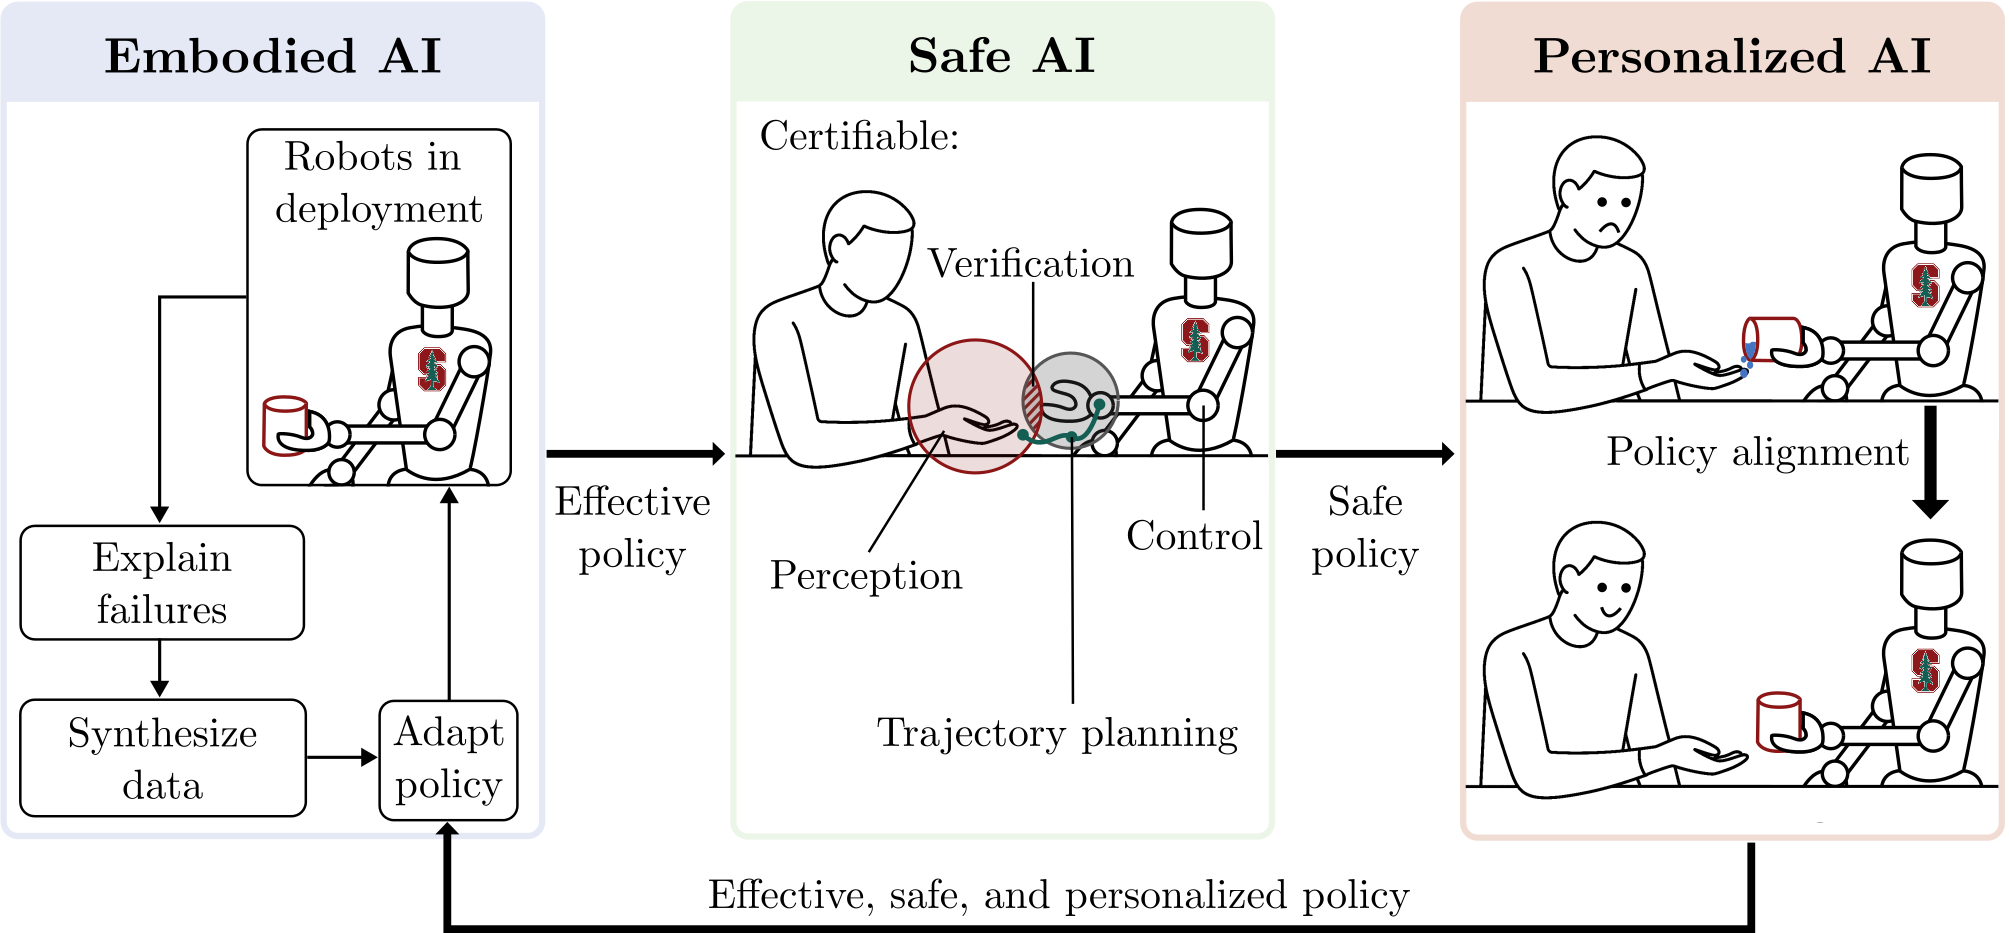 Embodied AI
Robots in
deployment
Explain
failures
Synthesize
data
Adapt
policy
Effective
policy
Safe AI
Certifiable:
Verification
Perception
Control
Trajectory planning
Safe
policy
Personalized AI
Policy alignment
Effective, safe, and personalized policy